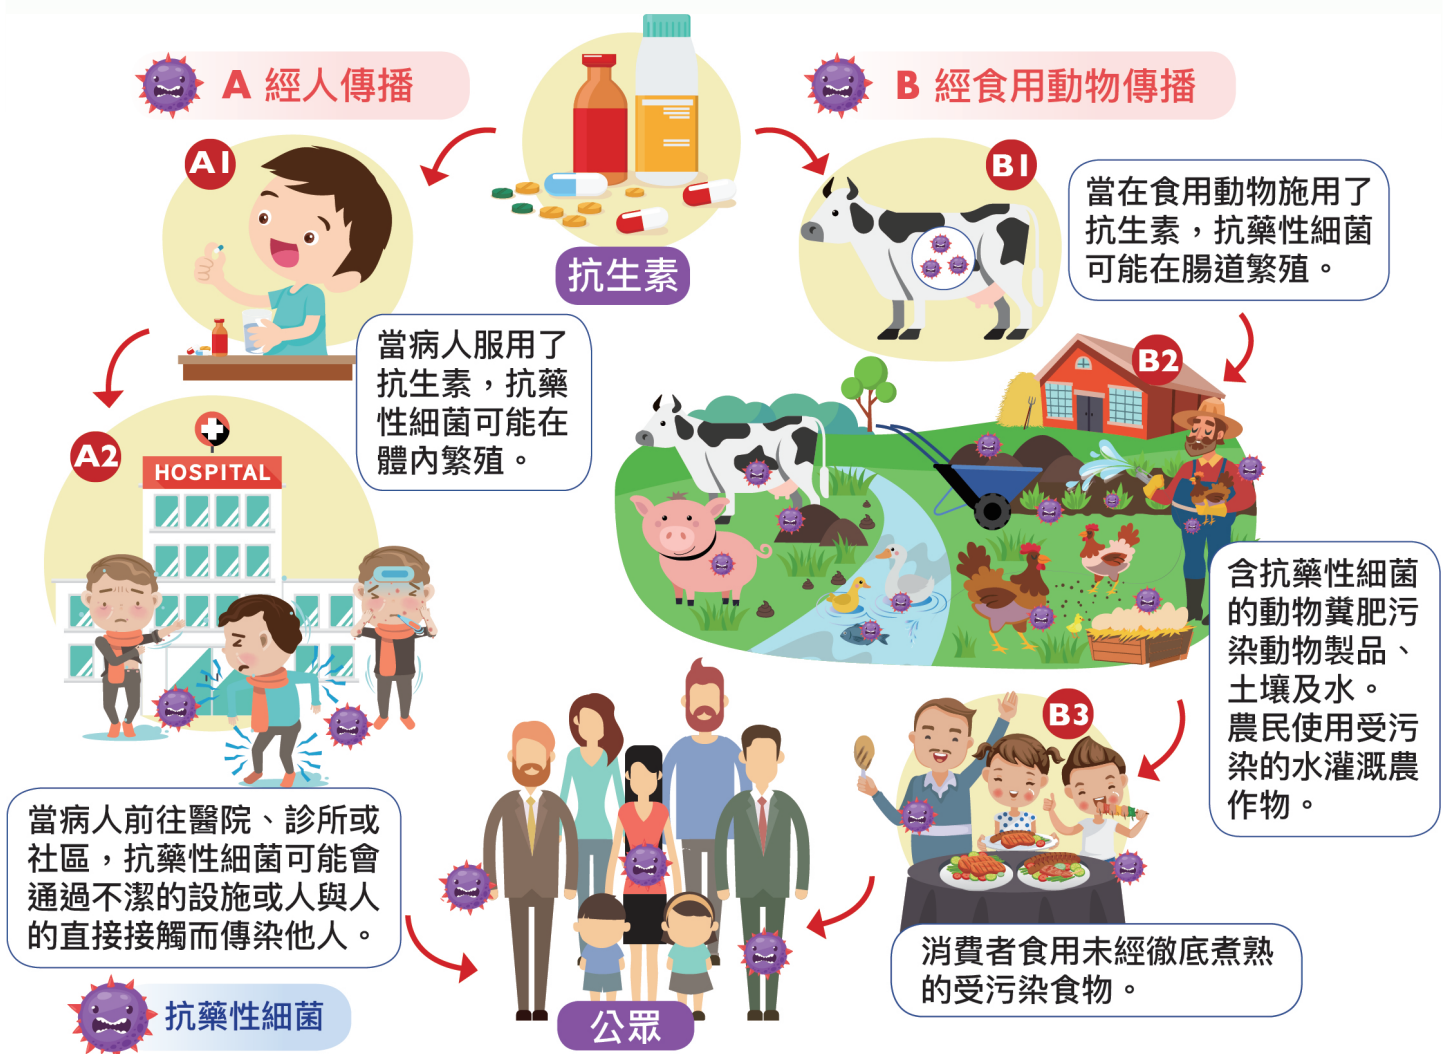 A 經人傳播
B 經食用動物傳播
抗生素
A1
當病人服用了
抗生素，抗藥
性細菌可能在
體內繁殖。
A2
HOSPITAL
當病人前往醫院、診所或
社區，抗藥性細菌可能會
通過不潔的設施或人與人
的直接接觸而傳染他人。
B1
當在食用動物施用了
抗生素，抗藥性細菌
可能在腸道繁殖。
B2
含抗藥性細菌
的動物糞肥污
染動物製品、
土壤及水。
農民使用受污
染的水灌溉農
作物。
B3
消費者食用未經徹底煮熟
的受污染食物。
公眾
抗藥性細菌